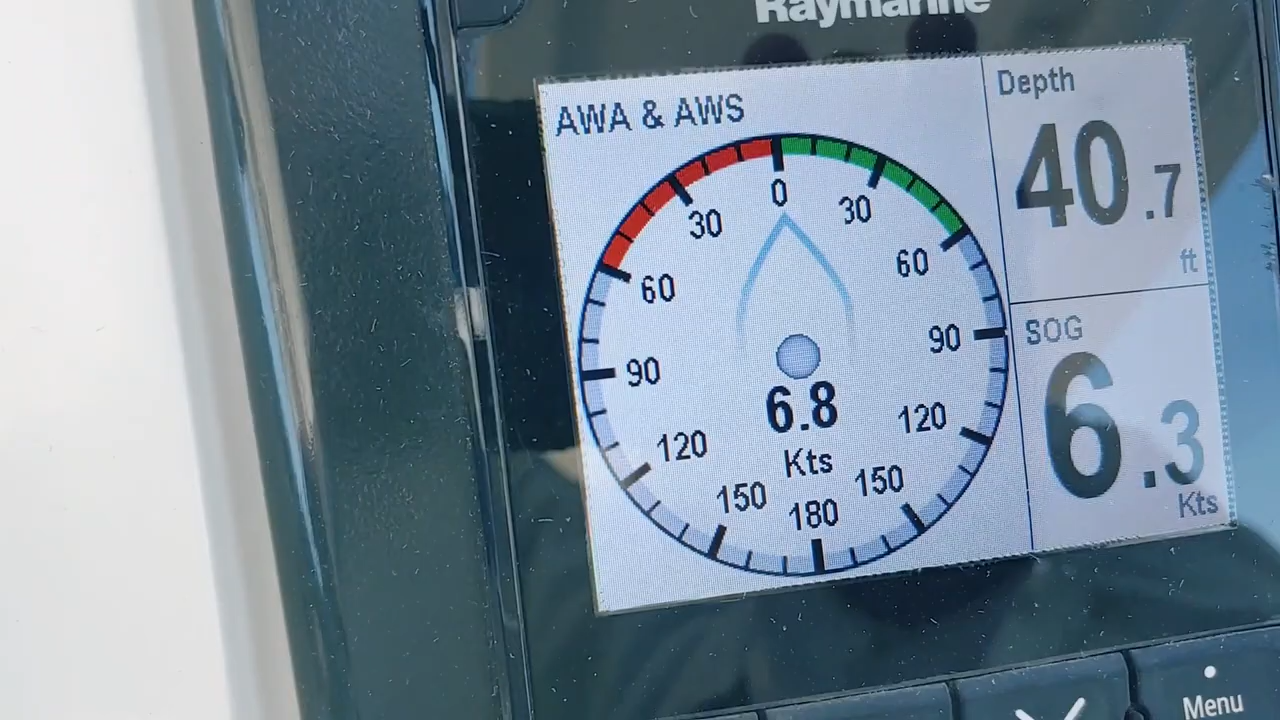 Raymarine
AWA & AWS
0
30
30
60
60
90
90
120
120
150
150
180
6.8
Kts
Depth
40.7
ft
SOG
6.3
Kts
Menu